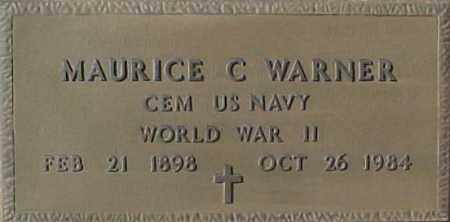 MAURICE C WARNER
CEM US NAVY
WORLD WAR II
FEB 21 1898 OCT 26 1984